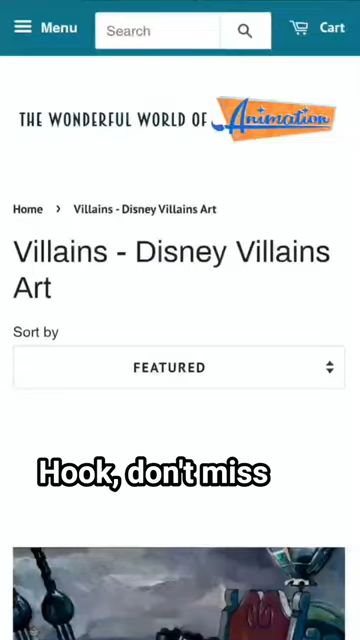 Menu
Search
Cart
THE WONDERFUL WORLD OF Animation
Home › Villains - Disney Villains Art
Villains - Disney Villains
Art
Sort by
FEATURED
Hook, don't miss